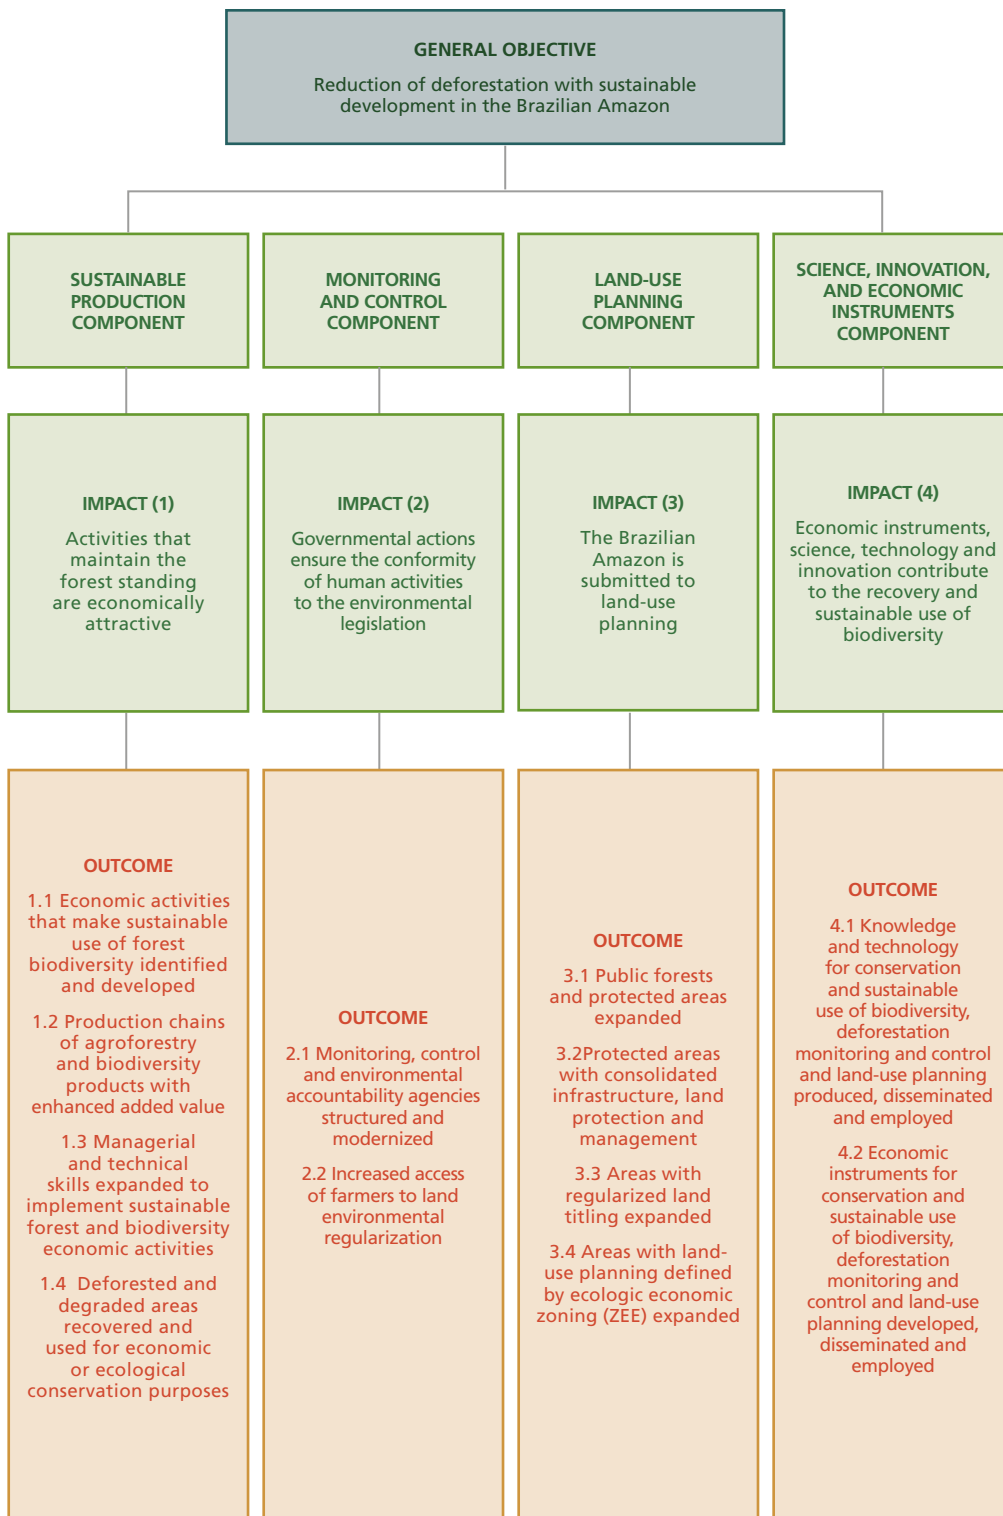 GENERAL OBJECTIVE
Reduction of deforestation with sustainable
development in the Brazilian Amazon
SUSTAINABLE
PRODUCTION
COMPONENT
MONITORING
AND CONTROL
COMPONENT
LAND-USE
PLANNING
COMPONENT
SCIENCE, INNOVATION,
AND ECONOMIC
INSTRUMENTS
COMPONENT
IMPACT (1)
Activities that
maintain the
forest standing
are economically
attractive
IMPACT (2)
Governmental actions
ensure the conformity
of human activities
to the environmental
legislation
IMPACT (3)
The Brazilian
Amazon is
submitted to
land-use
planning
IMPACT (4)
Economic instruments,
science, technology and
innovation contribute
to the recovery and
sustainable use of
biodiversity
OUTCOME
1.1 Economic activities
that make sustainable
use of forest
biodiversity identified
and developed
1.2 Production chains
of agroforestry
and biodiversity
products with
enhanced added value
1.3 Managerial
and technical
skills expanded to
implement sustainable
forest and biodiversity
economic activities
1.4 Deforested and
degraded areas
recovered and
used for economic
or ecological
conservation purposes
OUTCOME
2.1 Monitoring, control
and environmental
accountability agencies
structured and
modernized
2.2 Increased access
of farmers to land
environmental
regularization
OUTCOME
3.1 Public forests
and protected areas
expanded
3.2Protected areas
with consolidated
infrastructure, land
protection and
management
3.3 Areas with
regularized land
titling expanded
3.4 Areas with land-
use planning defined
by ecologic economic
zoning (ZEE) expanded
OUTCOME
4.1 Knowledge
and technology
for conservation
and sustainable
use of biodiversity,
deforestation
monitoring and control
and land-use planning
produced, disseminated
and employed
4.2 Economic
instruments for
conservation and
sustainable use
of biodiversity,
deforestation
monitoring and
control and land-use
planning developed,
disseminated and
employed